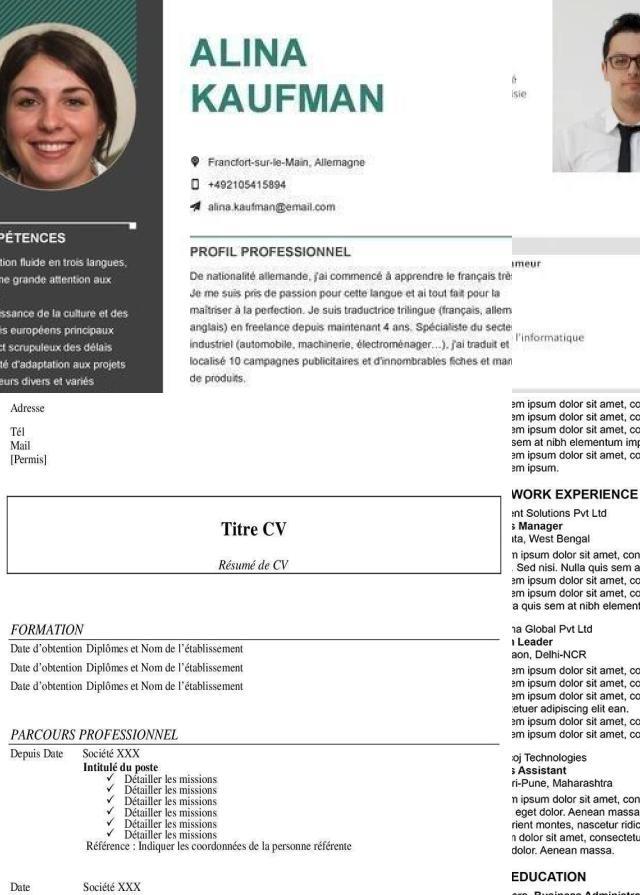 ALINA
KAUFMAN
Francfort-sur-le-Main, Allemagne
+492105415894
alina.kaufman@email.com
PÉTENCES
tion fluide en trois langues,
ne grande attention aux
issance de la culture et des
és européens principaux
ct scrupuleux des délais
té d'adaptation aux projets
eurs divers et variés
PROFIL PROFESSIONNEL
De nationalité allemande, j'ai commencé à apprendre le français trè
Je me suis pris de passion pour cette langue et ai tout fait pour la
maîtriser à la perfection. Je suis traductrice trilingue (français, allem
anglais) en freelance depuis maintenant 4 ans. Spécialiste du secte
industriel (automobile, machinerie, électroménager…), j'ai traduit et
localisé 10 campagnes publicitaires et d'innombrables fiches et man
de produits.
sie
meur
l'informatique
Adresse
Tél
Mail
[Permis]
Titre CV
Résumé de CV
FORMATION
Date d'obtention Diplômes et Nom de l'établissement
Date d'obtention Diplômes et Nom de l'établissement
Date d'obtention Diplômes et Nom de l'établissement
PARCOURS PROFESSIONNEL
Depuis Date Société XXX
Intitulé du poste
✓ Détailler les missions
✓ Détailler les missions
✓ Détailler les missions
✓ Détailler les missions
✓ Détailler les missions
✓ Détailler les missions
Référence : Indiquer les coordonnées de la personne référente
Date Société XXX
em ipsum dolor sit amet, co
em ipsum dolor sit amet, co
em ipsum dolor sit amet, co
sem at nibh elementum imp
em ipsum dolor sit amet, co
em ipsum.
WORK EXPERIENCE
ent Solutions Pvt Ltd
s Manager
ata, West Bengal
m ipsum dolor sit amet, con
. Sed nisi. Nulla quis sem a
em ipsum dolor sit amet, co
em ipsum dolor sit amet, co
a quis sem at nibh element
na Global Pvt Ltd
n Leader
aon, Delhi-NCR
em ipsum dolor sit amet, co
em ipsum dolor sit amet, co
em ipsum dolor sit amet, co
tetuer adipiscing elit ean.
em ipsum dolor sit amet, co
em ipsum dolor sit amet, co
oj Technologies
s Assistant
ri-Pune, Maharashtra
m ipsum dolor sit amet, con
eget dolor. Aenean massa
rient montes, nascetur ridic
m dolor sit amet, consectetu
dolor. Aenean massa.
EDUCATION